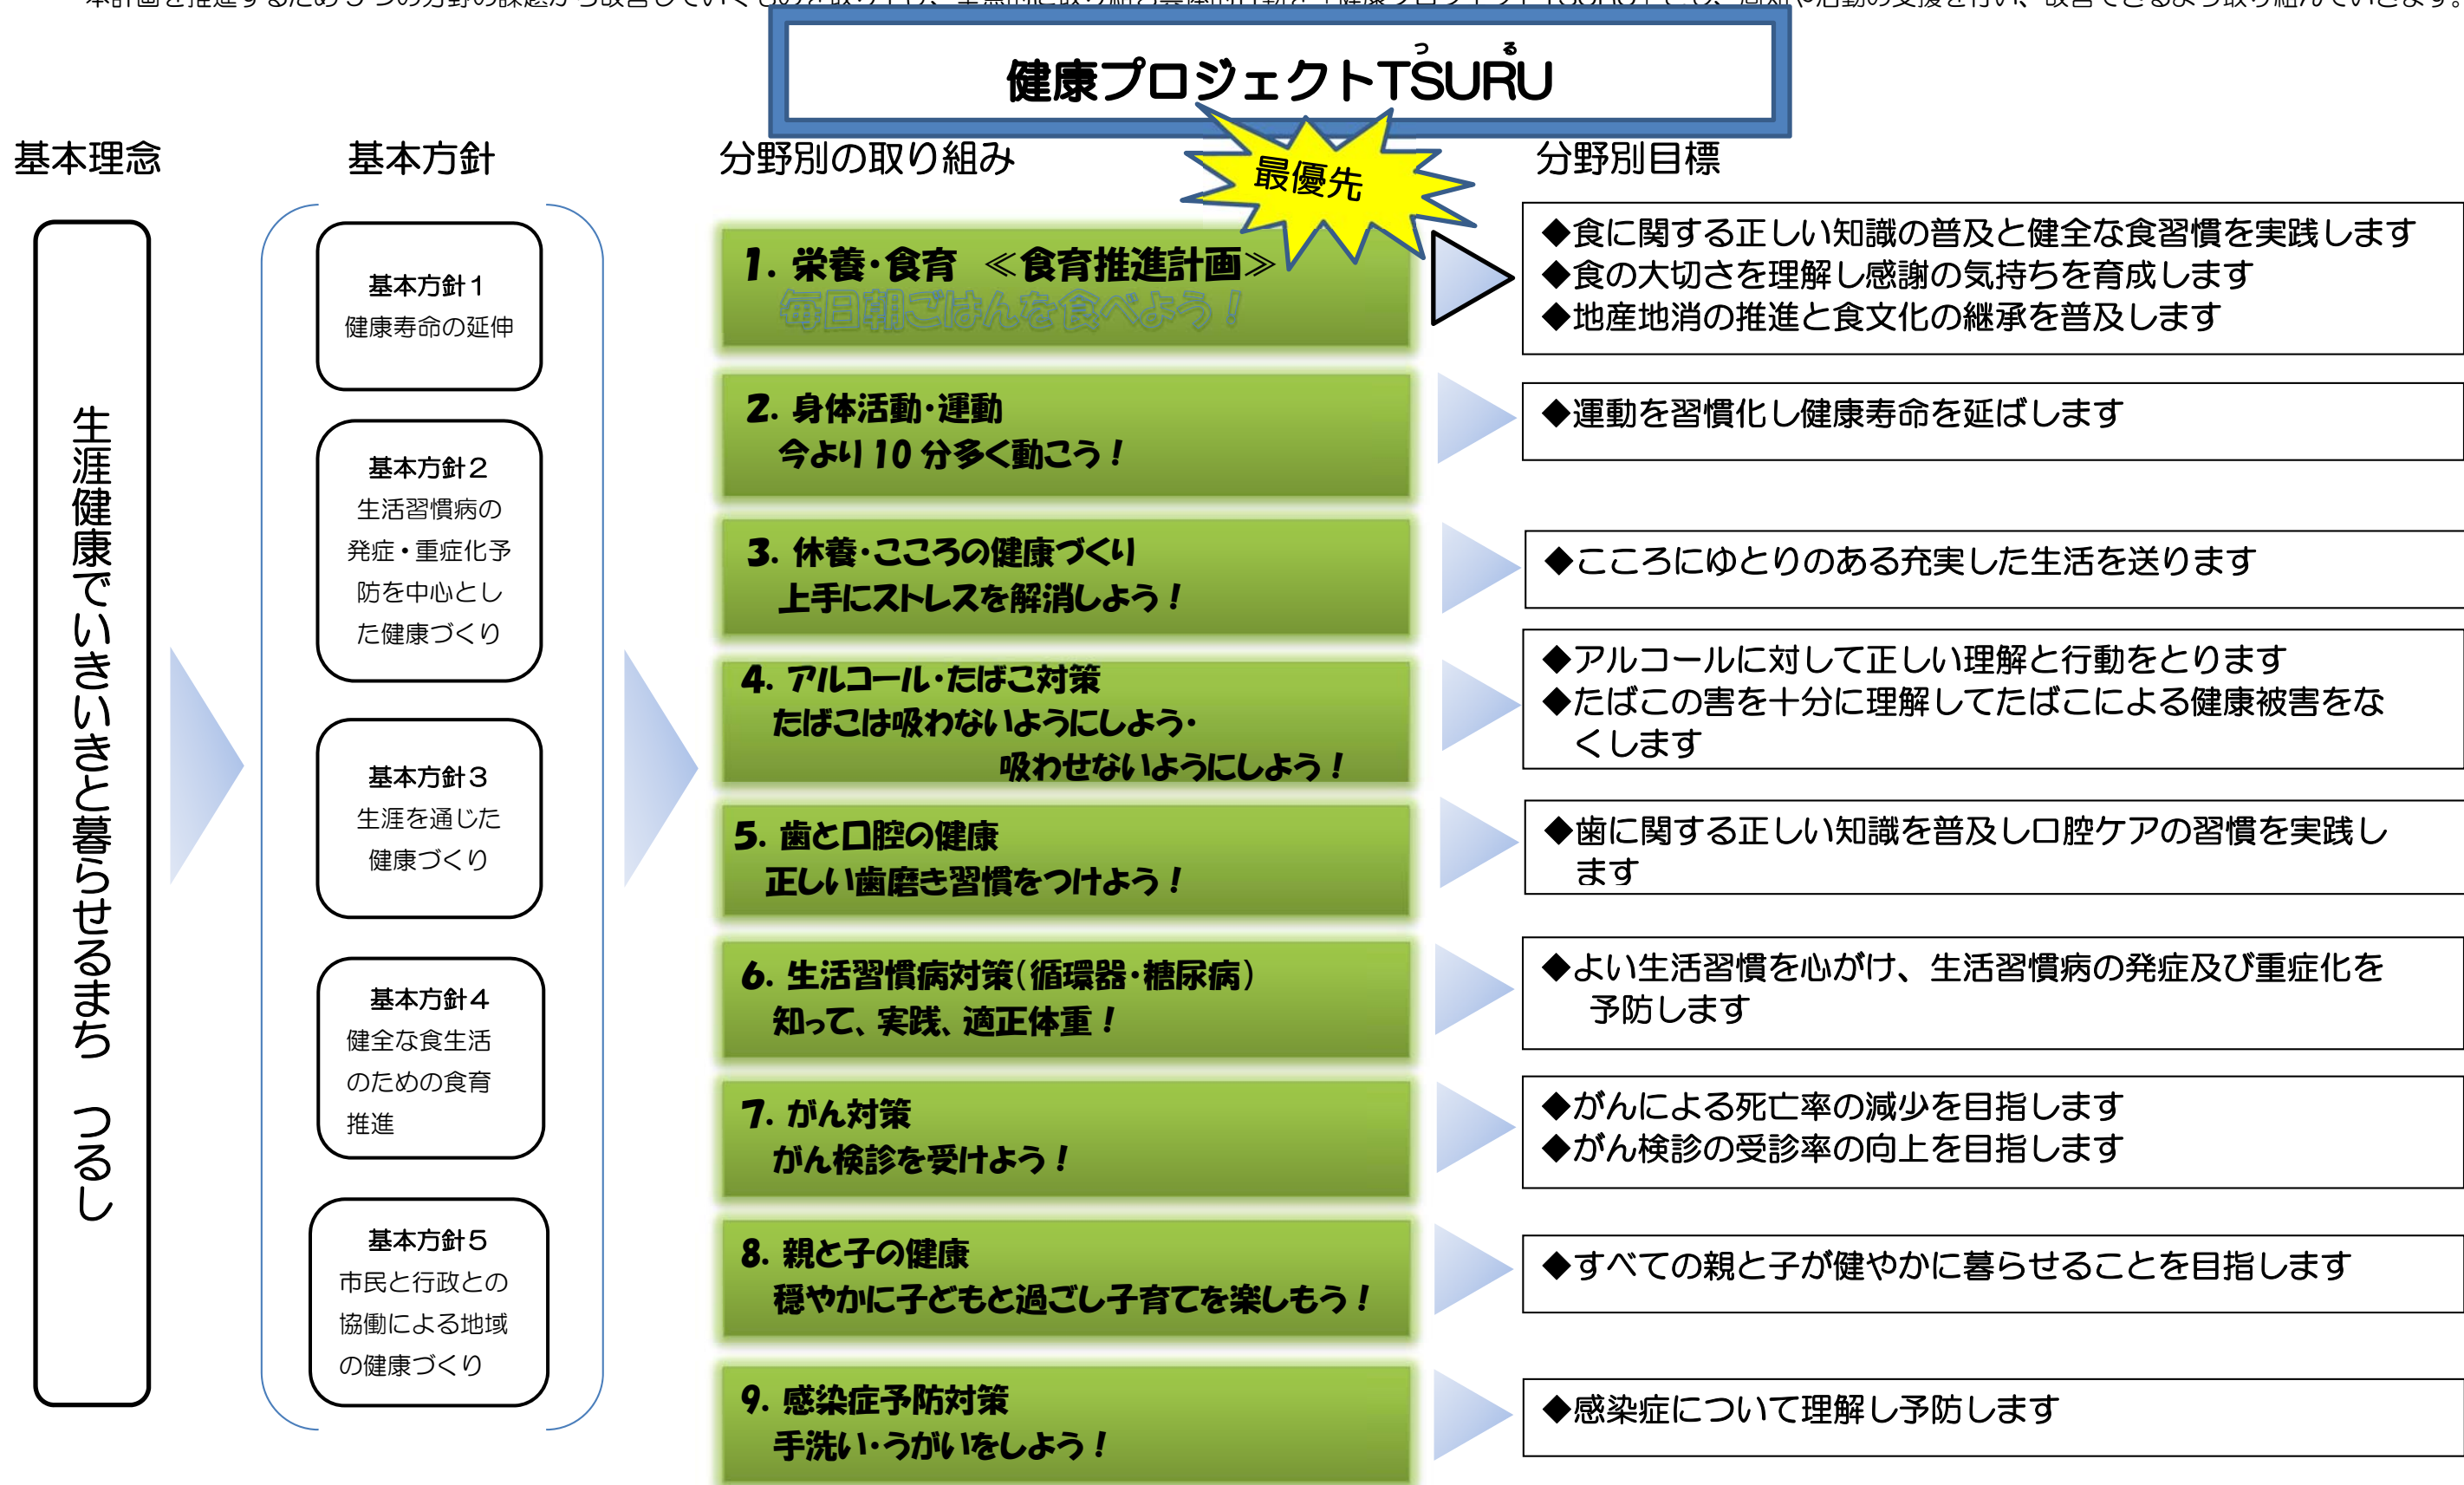 つ る
健康プロジェクトTSURU
基本理念
基本方針
分野別の取り組み
最優先
分野別目標
生涯健康でいきいきと暮らせるまち つるし
基本方針1
健康寿命の延伸
基本方針2
生活習慣病の
発症・重症化予
防を中心とし
た健康づくり
基本方針3
生涯を通じた
健康づくり
基本方針4
健全な食生活
のための食育
推進
基本方針5
市民と行政との
協働による地域
の健康づくり
1. 栄養・食育 ≪食育推進計画≫
毎日朝ごはんを食べよう！
◆食に関する正しい知識の普及と健全な食習慣を実践します
◆食の大切さを理解し感謝の気持ちを育成します
◆地産地消の推進と食文化の継承を普及します
2. 身体活動・運動
今より10分多く動こう！
◆運動を習慣化し健康寿命を延ばします
3. 休養・こころの健康づくり
上手にストレスを解消しよう！
◆こころにゆとりのある充実した生活を送ります
4. アルコール・たばこ対策
たばこは吸わないようにしよう・
吸わせないようにしよう！
◆アルコールに対して正しい理解と行動をとります
◆たばこの害を十分に理解してたばこによる健康被害をな
くします
5. 歯と口腔の健康
正しい歯磨き習慣をつけよう！
◆歯に関する正しい知識を普及し口腔ケアの習慣を実践し
ます
6. 生活習慣病対策(循環器・糖尿病)
知って、実践、適正体重！
◆よい生活習慣を心がけ、生活習慣病の発症及び重症化を
予防します
7. がん対策
がん検診を受けよう！
◆がんによる死亡率の減少を目指します
◆がん検診の受診率の向上を目指します
8. 親と子の健康
穏やかに子どもと過ごし子育てを楽しもう！
◆すべての親と子が健やかに暮らせることを目指します
9. 感染症予防対策
手洗い・うがいをしよう！
◆感染症について理解し予防します